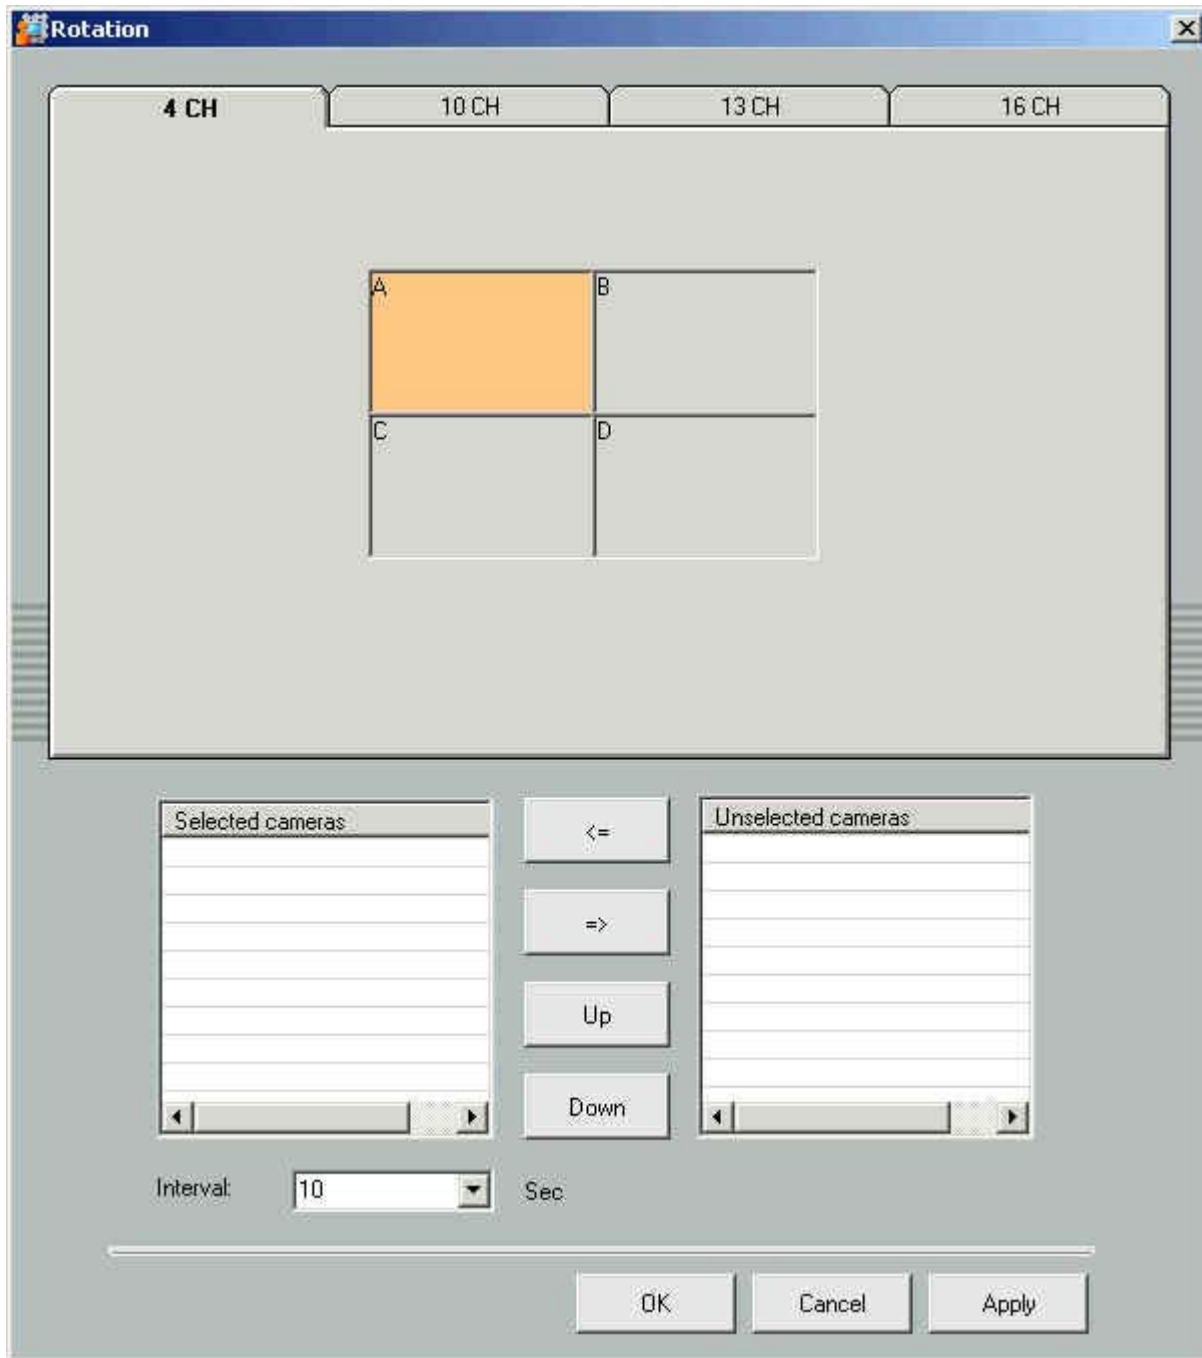 Rotation
4 CH
10 CH
13 CH
16 CH
A
B
C
D
Selected cameras
<=
Unselected cameras
=>
Up
Down
Interval:
10
Sec
OK
Cancel
Apply